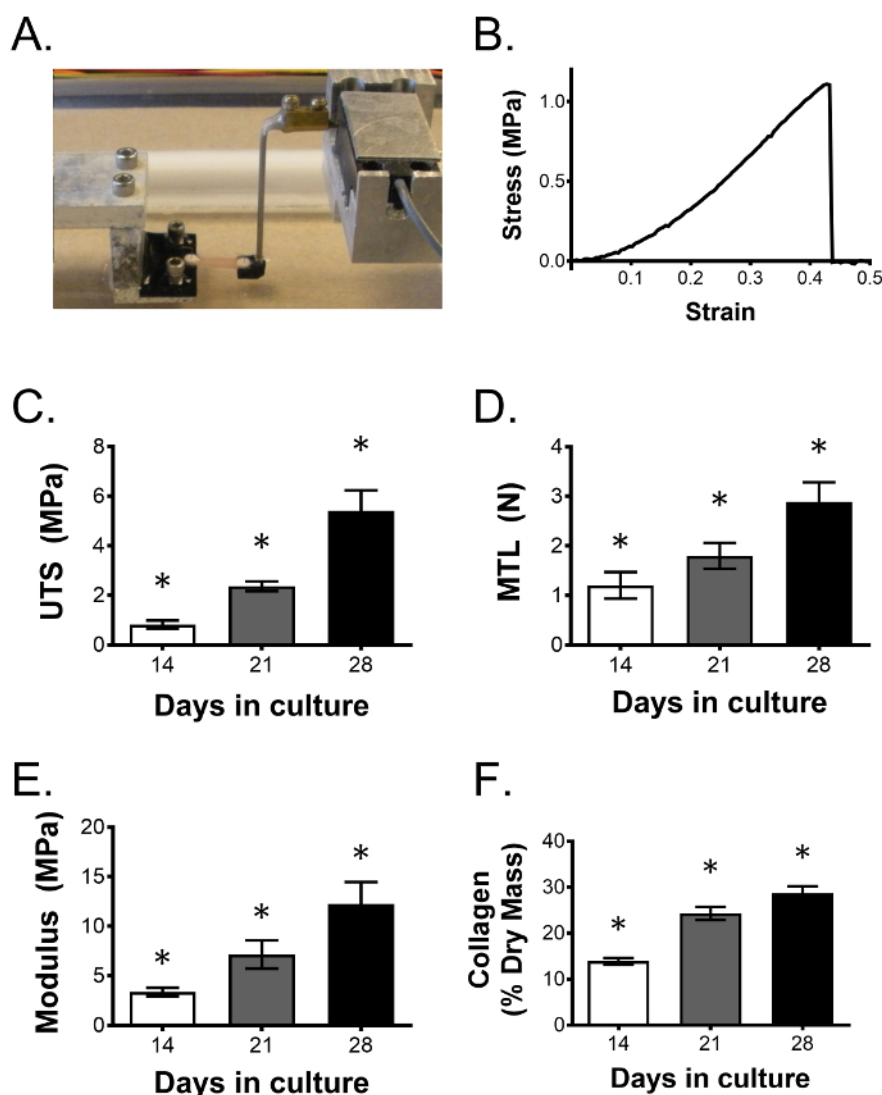 A.
B.
Stress (MPa)
1.0
0.5
0.0
0.1 0.2 0.3 0.4 0.5
Strain
C.
UTS (MPa)
8
6
4
2
0
14 21 28
Days in culture
* * *
D.
MTL (N)
4
3
2
1
0
14 21 28
Days in culture
* * *
E.
Modulus (MPa)
20
15
10
5
0
14 21 28
Days in culture
* * *
F.
Collagen
(% Dry Mass)
40
30
20
10
0
14 21 28
Days in culture
* * *